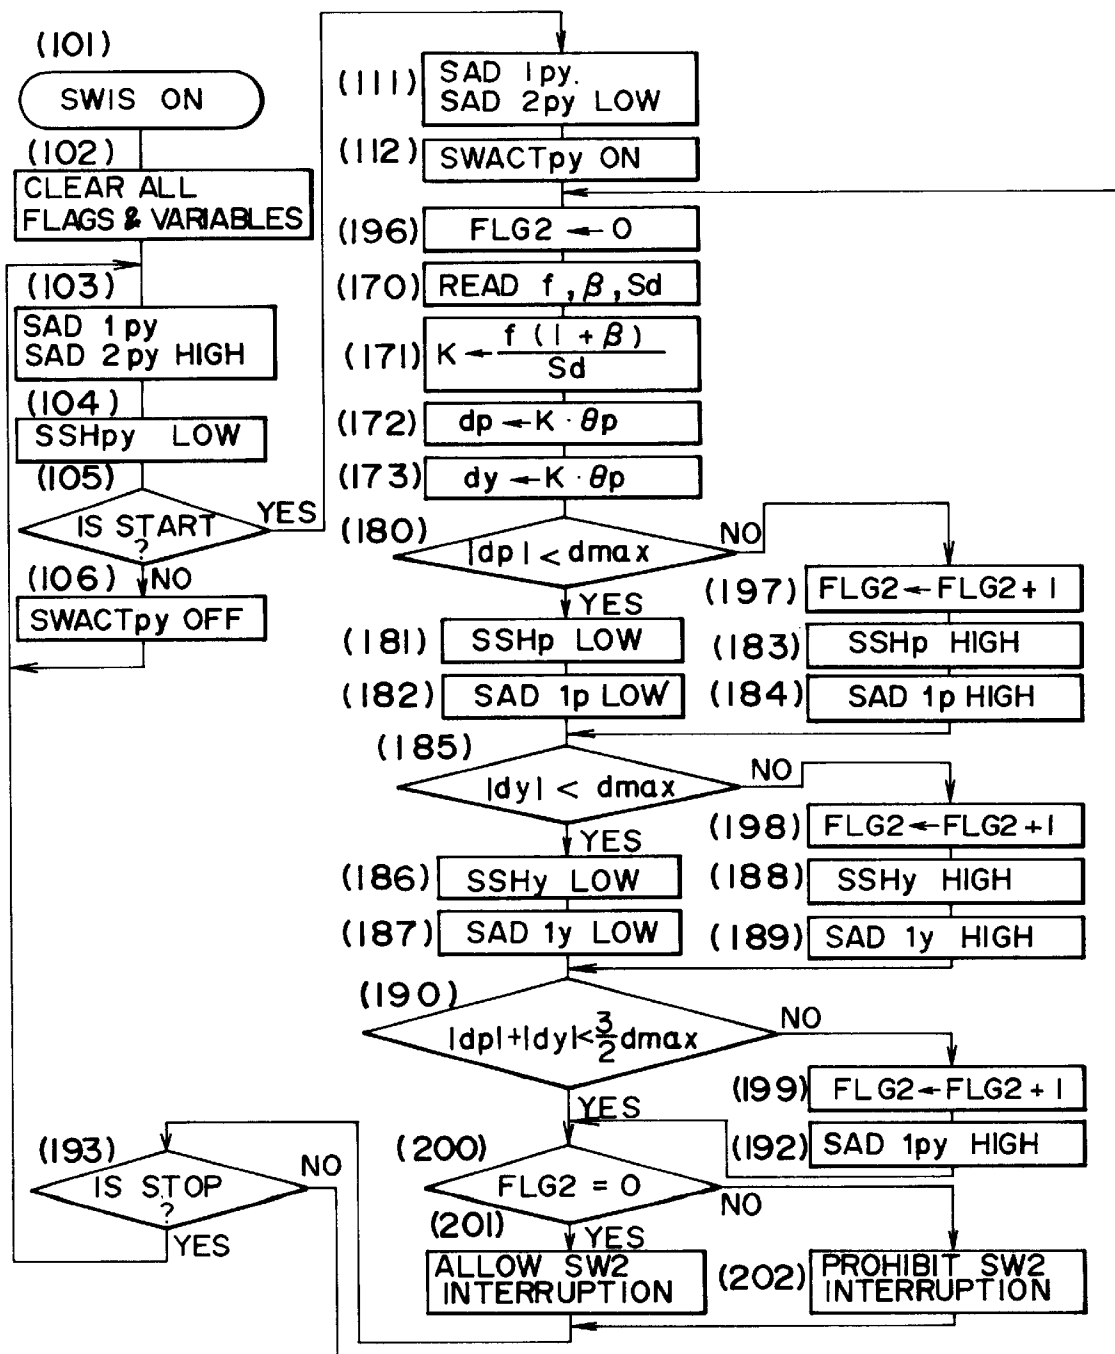 (101)
SWIS ON
(102)
CLEAR ALL
FLAGS & VARIABLES
(103)
SAD 1py
SAD 2py HIGH
(104)
SSHpy LOW
(105)
IS START
?
YES
NO
(106)
SWACTpy OFF
(111)
SAD 1py.
SAD 2py LOW
(112)
SWACTpy ON
(196)
FLG2 ← 0
(170)
READ f, β, Sd
(171)
K ← f (1 + β)
Sd
(172)
dp ← K · θp
(173)
dy ← K · θp
(180)
|dp| < dmax
NO
YES
(197)
FLG2 ← FLG2 + 1
(181)
SSHp LOW
(183)
SSHp HIGH
(182)
SAD 1p LOW
(184)
SAD 1p HIGH
(185)
|dy| < dmax
NO
YES
(198)
FLG2 ← FLG2 + 1
(186)
SSHy LOW
(188)
SSHy HIGH
(187)
SAD 1y LOW
(189)
SAD 1y HIGH
(190)
|dp|+|dy|<3/2 dmax
NO
YES
(199)
FLG2 ← FLG2 + 1
(192)
SAD 1py HIGH
(193)
IS STOP
?
NO
YES
(200)
FLG2 = 0
NO
YES
(201)
ALLOW SW2
INTERRUPTION
(202)
PROHIBIT SW2
INTERRUPTION